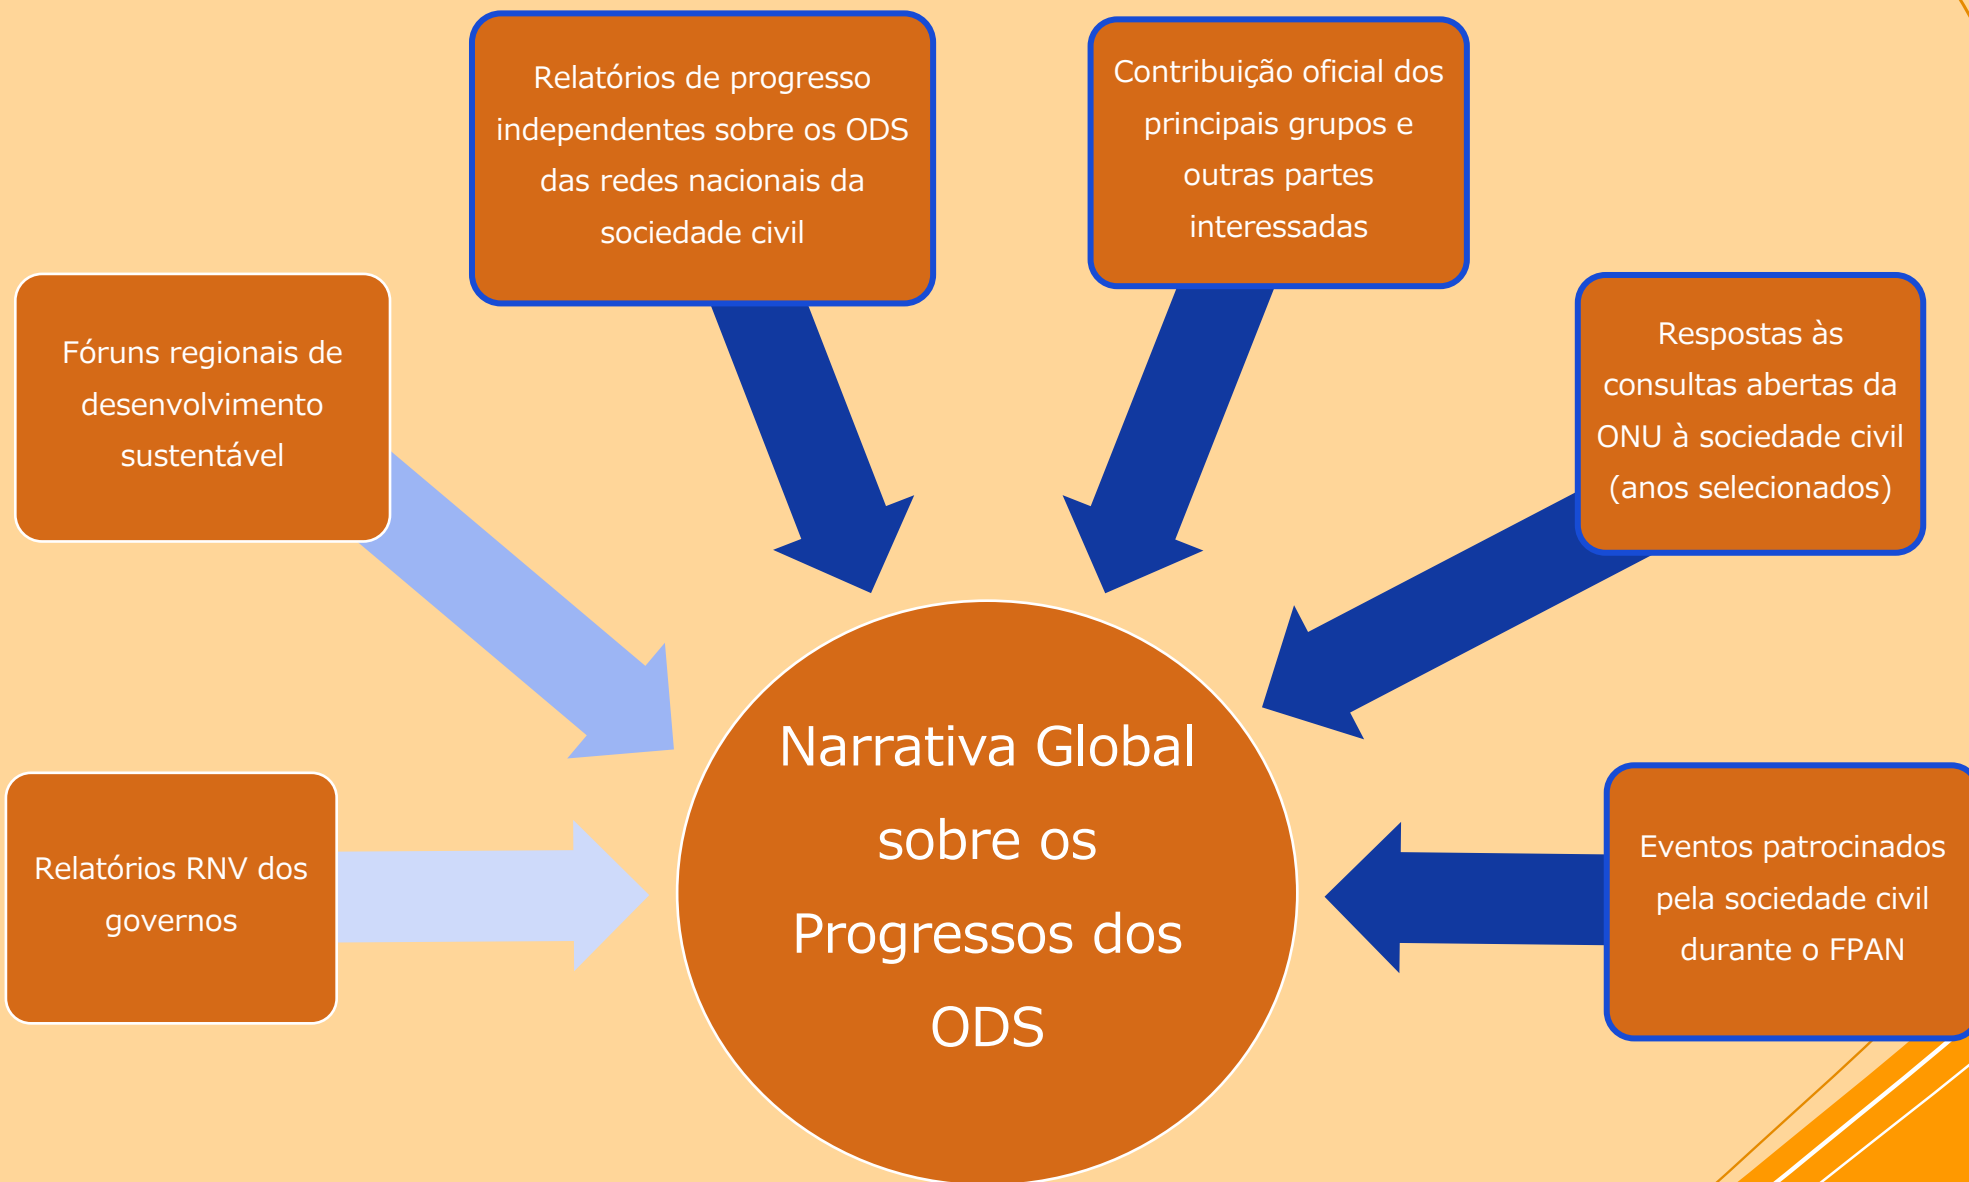 Relatórios de progresso
independentes sobre os ODS
das redes nacionais da
sociedade civil
Contribuição oficial dos
principais grupos e
outras partes
interessadas
Fóruns regionais de
desenvolvimento
sustentável
Respostas às
consultas abertas da
ONU à sociedade civil
(anos selecionados)
Relatórios RNV dos
governos
Narrativa Global
sobre os
Progressos dos
ODS
Eventos patrocinados
pela sociedade civil
durante o FPAN